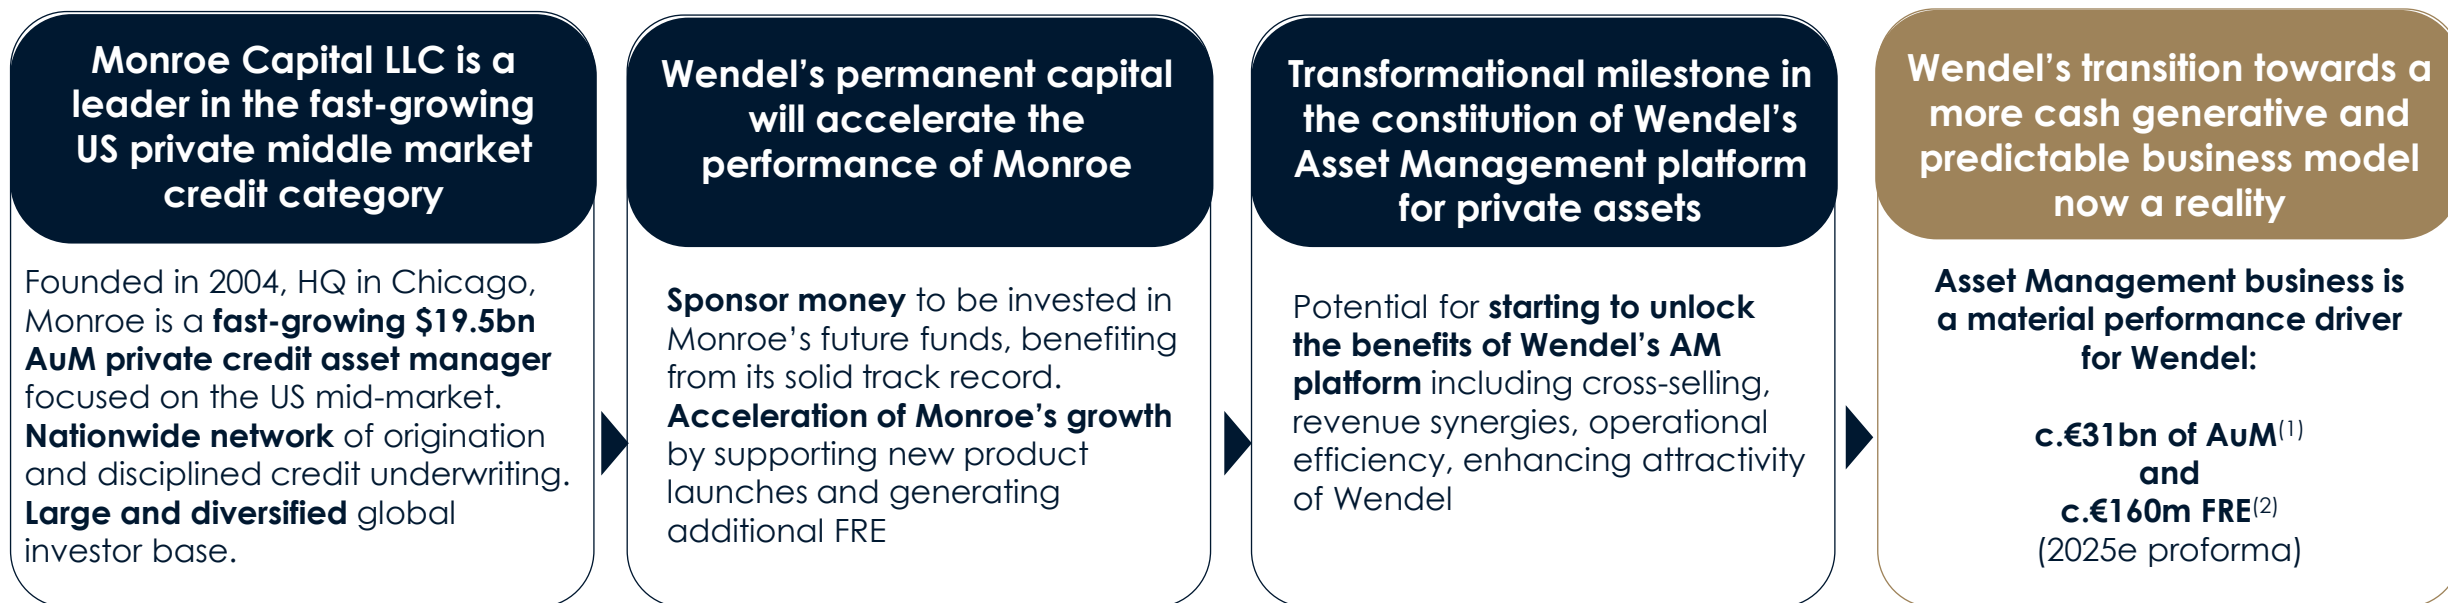 Monroe Capital LLC is a
leader in the fast-growing
US private middle market
credit category
Founded in 2004, HQ in Chicago,
Monroe is a fast-growing $19.5bn
AuM private credit asset manager
focused on the US mid-market.
Nationwide network of origination
and disciplined credit underwriting.
Large and diversified global
investor base.
Wendel’s permanent capital
will accelerate the
performance of Monroe
Sponsor money to be invested in
Monroe’s future funds, benefiting
from its solid track record.
Acceleration of Monroe’s growth
by supporting new product
launches and generating
additional FRE
Transformational milestone in
the constitution of Wendel’s
Asset Management platform
for private assets
Potential for starting to unlock
the benefits of Wendel’s AM
platform including cross-selling,
revenue synergies, operational
efficiency, enhancing attractivity
of Wendel
Wendel’s transition towards a
more cash generative and
predictable business model
now a reality
Asset Management business is
a material performance driver
for Wendel:
c.€31bn of AuM(1)
and
c.€160m FRE(2)
(2025e proforma)